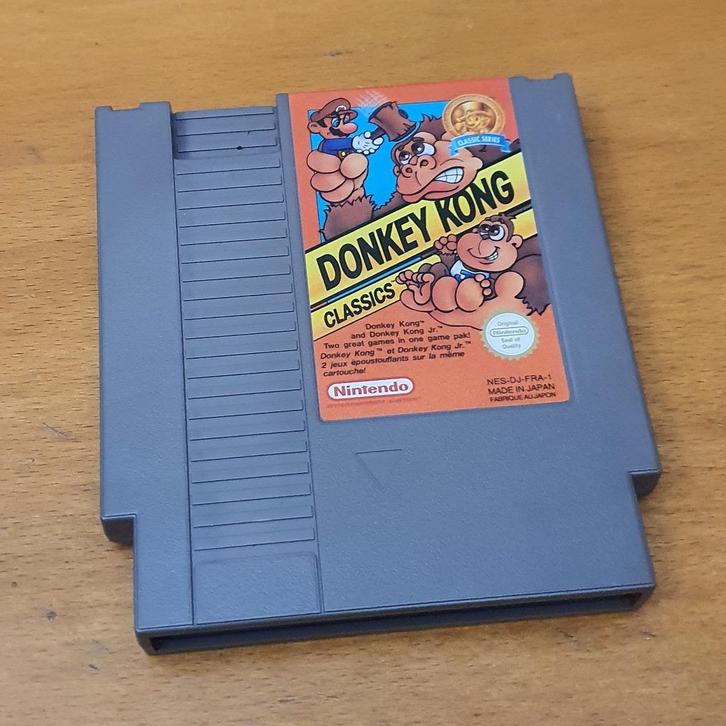 CLASSIC SERIES
DONKEY KONG
CLASSICS
Donkey Kong™
and Donkey Kong Jr.™
Two great games in one game pak!
Donkey Kong™ et Donkey Kong Jr.™
2 jeux époustouflants sur la même
cartouche!
Original
Nintendo
Seal of
Quality
Nintendo
NES-DJ-FRA-1
MADE IN JAPAN
FABRIQUE AU JAPON